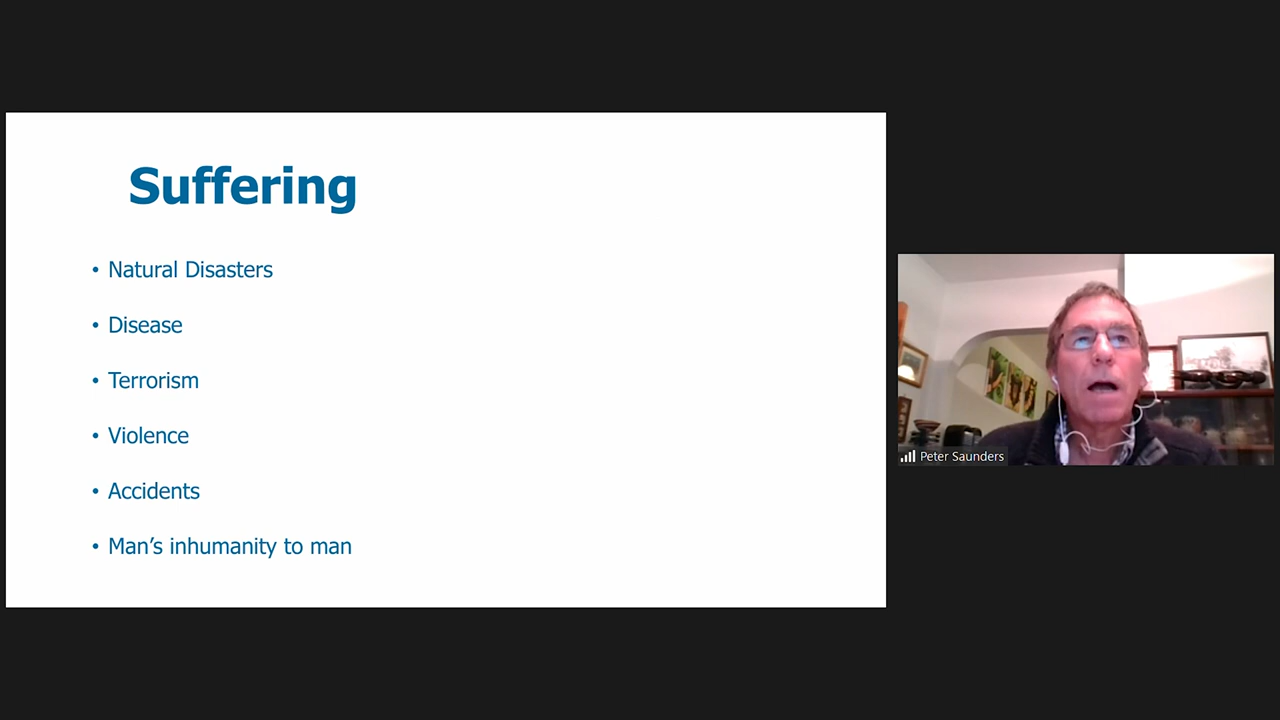 Suffering
• Natural Disasters
• Disease
• Terrorism
• Violence
• Accidents
• Man’s inhumanity to man
Peter Saunders